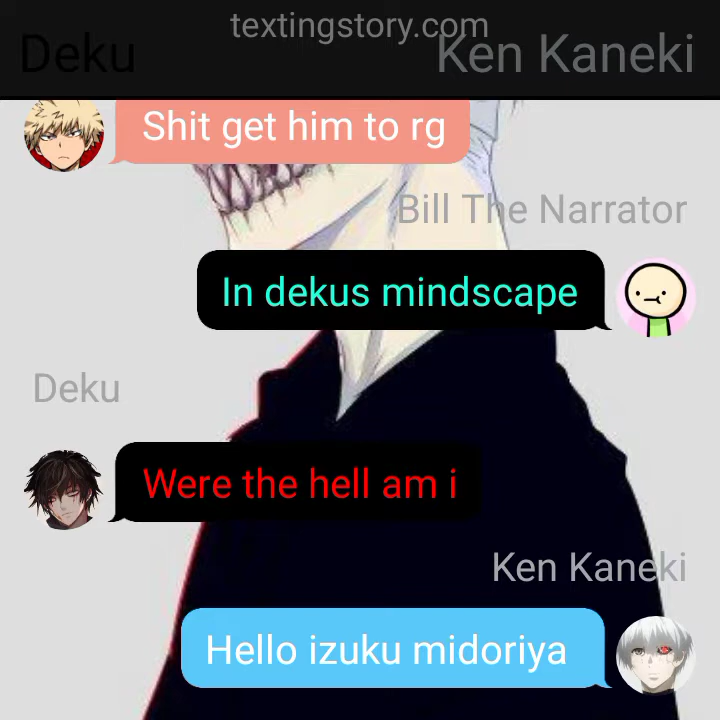 textingstory.com
Deku
Ken Kaneki
Shit get him to rg
Bill The Narrator
In dekus mindscape
Deku
Were the hell am i
Ken Kaneki
Hello izuku midoriya